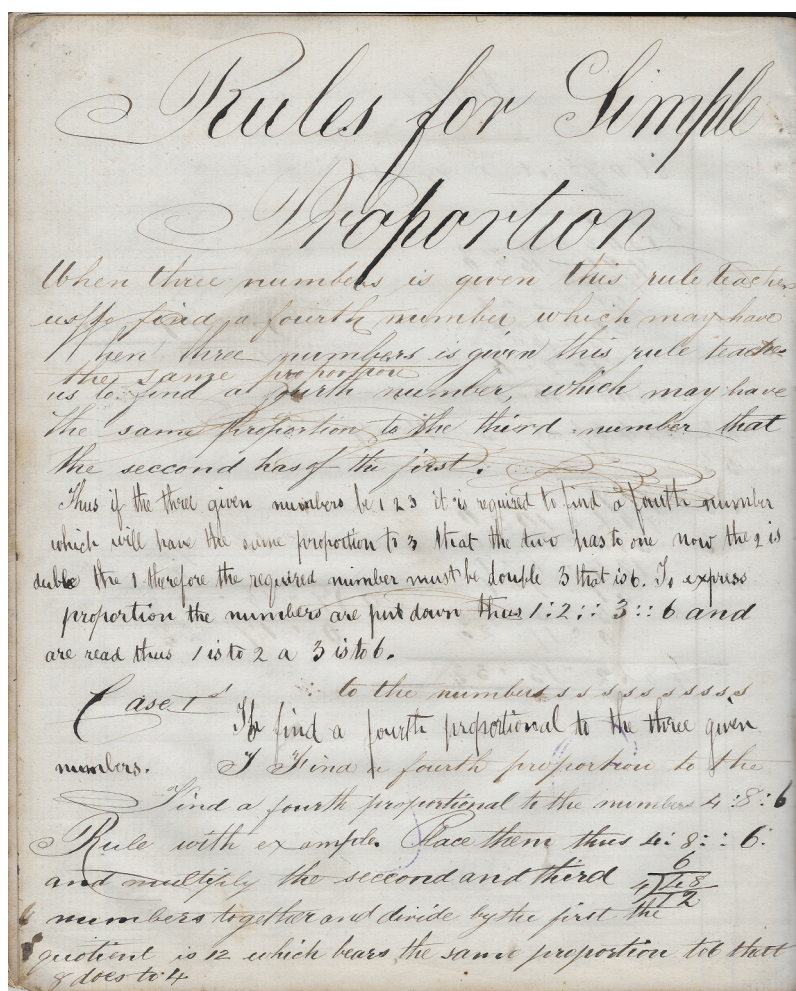 Rules for Simple
Proportion
When three numbers is given this rule teaches
us to find a fourth number which may have
hen three numbers is given this rule teaches
the same proportion
us to find a fourth number, which may have
the same proportion to the third number that
the seccond has of the first.
Thus if the three given numbers be 1 2 3 it is required to find a fourth number
which will have the same proportion to 3 that the two has to one now the 2 is
double the 1 therefore the required number must be double 3 that is 6. To express
proportion the numbers are put down thus 1 : 2 :: 3 :: 6 and
are read thus 1 is to 2 a 3 is to 6.
to the numbers s s s s s s s s s
Case 1st To find a fourth proportional to the three given
numbers. I Find a fourth proportion to the
Find a fourth proportional to the numbers 4 : 8 : 6
Rule with example. Place them thus 4 : 8 : : 6 :
6
and multiply the seccond and third 4)48
12
numbers together and divide by the first the
quotient is 12 which bears the same proportion to 6 that
8 does to 4